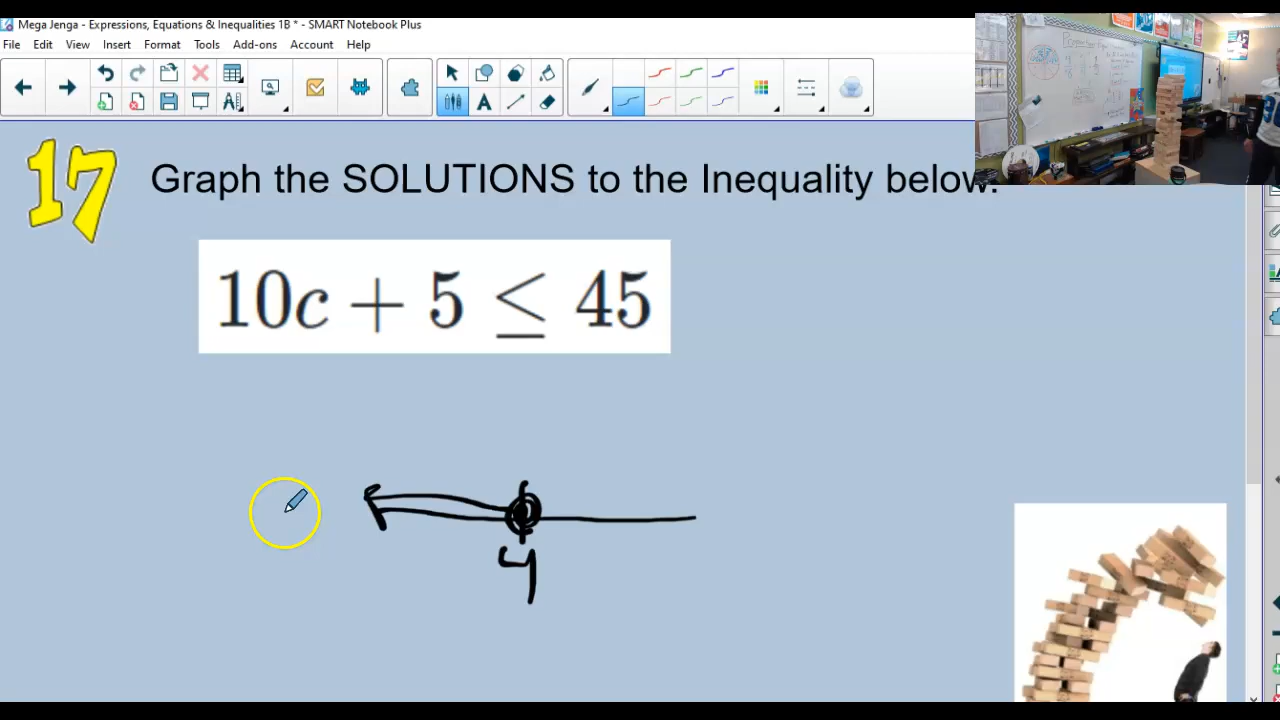 Mega Jenga - Expressions, Equations & Inequalities 1B * - SMART Notebook Plus
File Edit View Insert Format Tools Add-ons Account Help
17 Graph the SOLUTIONS to the Inequality below.
10c + 5 ≤ 45
4